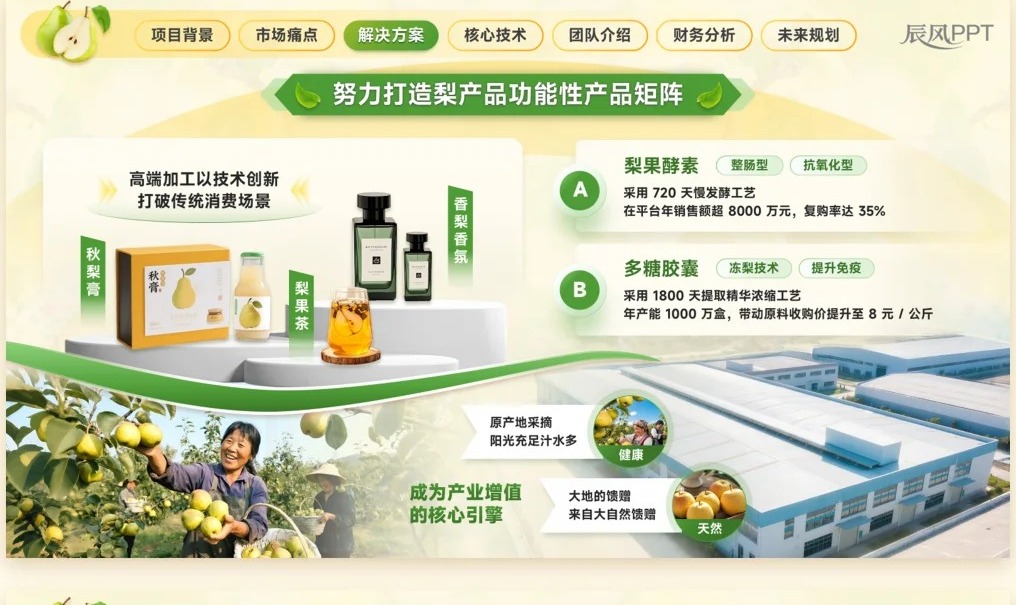 项目背景
市场痛点
解决方案
核心技术
团队介绍
财务分析
未来规划
辰风PPT
努力打造梨产品功能性产品矩阵
高端加工以技术创新
打破传统消费场景
秋梨膏
梨果茶
香梨香氛
秋膏
A
梨果酵素
整肠型
抗氧化型
采用 720 天慢发酵工艺
在平台年销售额超 8000 万元，复购率达 35%
B
多糖胶囊
冻梨技术
提升免疫
采用 1800 天提取精华浓缩工艺
年产能 1000 万盒，带动原料收购价提升至 8 元 / 公斤
原产地采摘
阳光充足汁水多
健康
成为产业增值
的核心引擎
大地的馈赠
来自大自然馈赠
天然